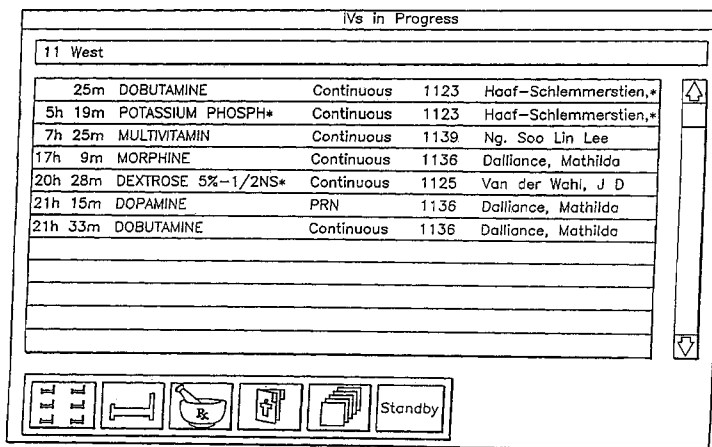 IVs in Progress
11 West
25m DOBUTAMINE Continuous 1123 Haaf-Schlemmerstien,*
5h 19m POTASSIUM PHOSPH* Continuous 1123 Haaf-Schlemmerstien,*
7h 25m MULTIVITAMIN Continuous 1139 Ng. Soo Lin Lee
17h 9m MORPHINE Continuous 1136 Dalliance, Mathilda
20h 28m DEXTROSE 5%-1/2NS* Continuous 1125 Van der Wahl, J D
21h 15m DOPAMINE PRN 1136 Dalliance, Mathilda
21h 33m DOBUTAMINE Continuous 1136 Dalliance, Mathilda
Rx Standby